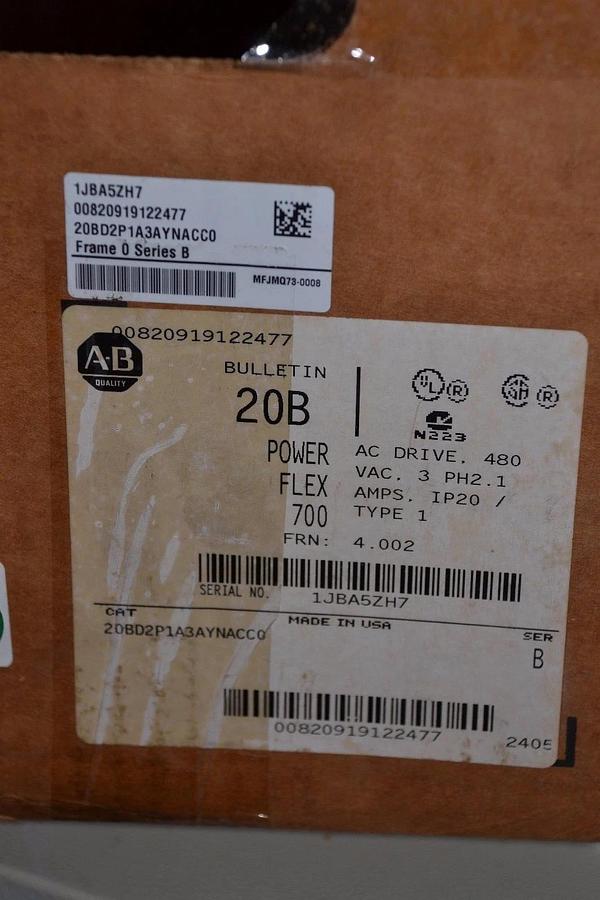 1JBA5ZH7
00820919122477
20BD2P1A3AYNACC0
Frame 0 Series B
MFJMQ73-0008
00820919122477
A-B
QUALITY
BULLETIN
20B
POWER
FLEX
700
FRN: 4.002
UL R
SA R
N223
AC DRIVE, 480
VAC, 3 PH2.1
AMPS, IP20 /
TYPE 1
SERIAL NO. 1JBA5ZH7
CAT
20BD2P1A3AYNACC0
MADE IN USA
SER
B
00820919122477
2405